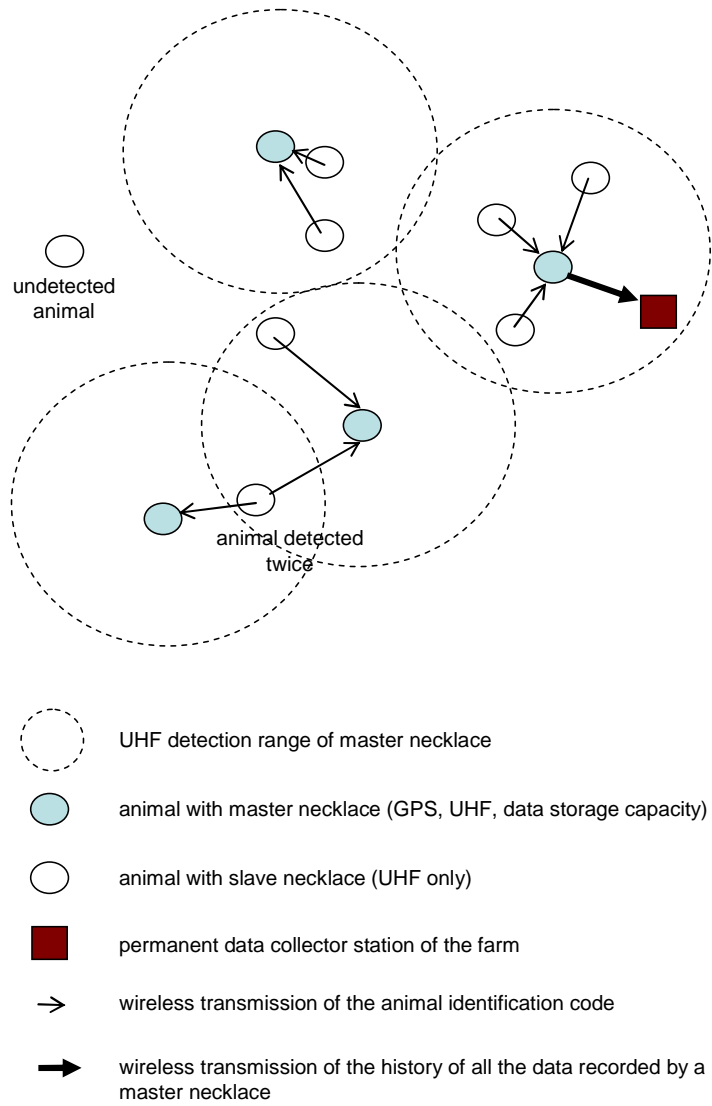 undetected
animal
animal detected
twice
UHF detection range of master necklace
animal with master necklace (GPS, UHF, data storage capacity)
animal with slave necklace (UHF only)
permanent data collector station of the farm
wireless transmission of the animal identification code
wireless transmission of the history of all the data recorded by a
master necklace